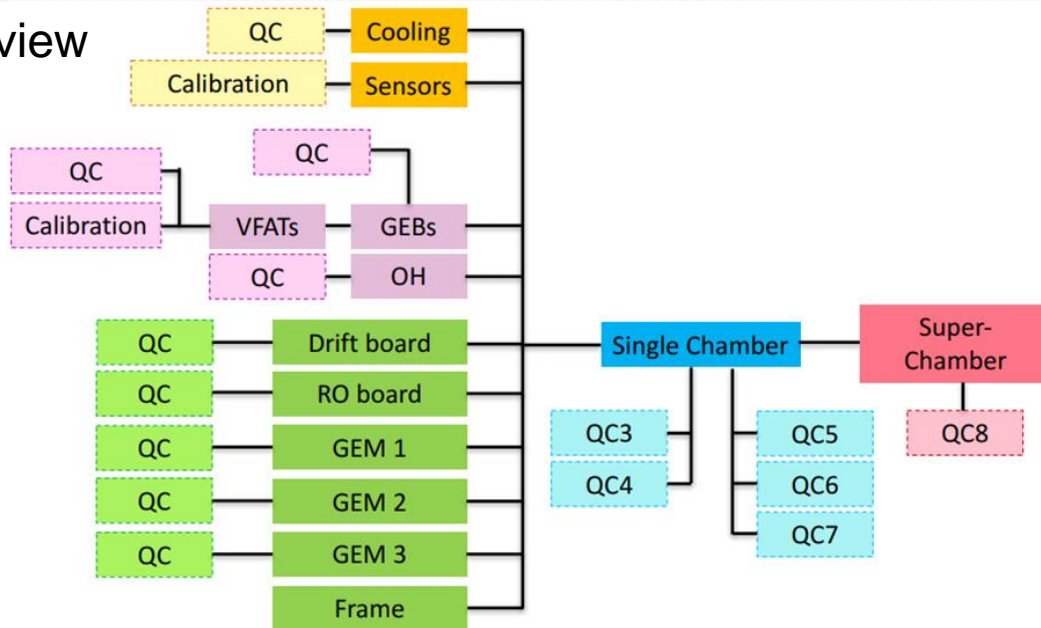 view
QC
Cooling
Calibration
Sensors
QC
QC
Calibration
VFATs
GEBs
QC
OH
QC
Drift board
QC
RO board
QC
GEM 1
QC
GEM 2
QC
GEM 3
Frame
Single Chamber
QC3
QC4
QC5
QC6
QC7
Super-
Chamber
QC8